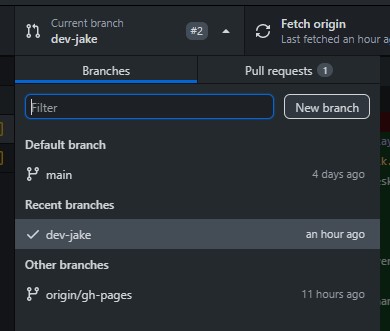 Current branch
dev-jake
#2
Fetch origin
Last fetched an hour a
Branches
Pull requests 1
Filter
New branch
Default branch
main 4 days ago
Recent branches
dev-jake an hour ago
Other branches
origin/gh-pages 11 hours ago